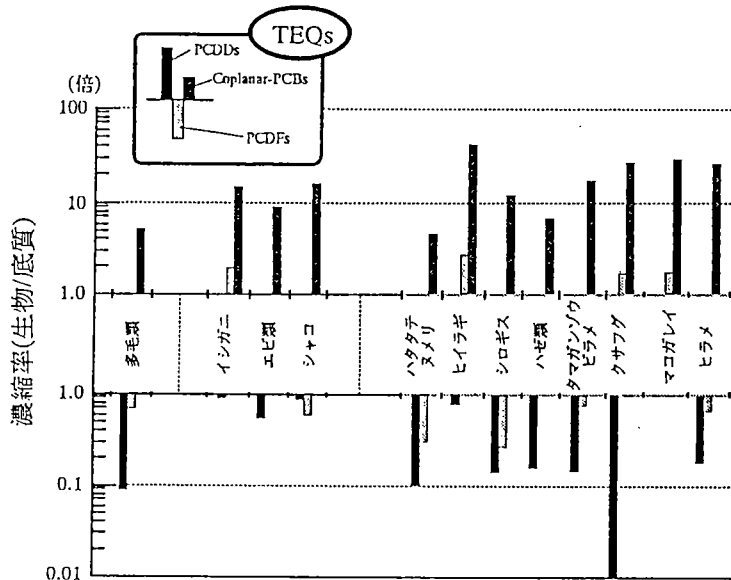 TEQs
PCDDs
Coplanar-PCBs
PCDFs
(倍)
100
10
1.0
1.0
0.1
0.01
濃縮率(生物/底質)
多毛類
イシガニ
エビ類
シャコ
ハタタテ
ヌメリ
ヒイラギ
シロギス
ハゼ類
タマガンゾウ
ビラメ
クサフグ
マコガレイ
ヒラメ